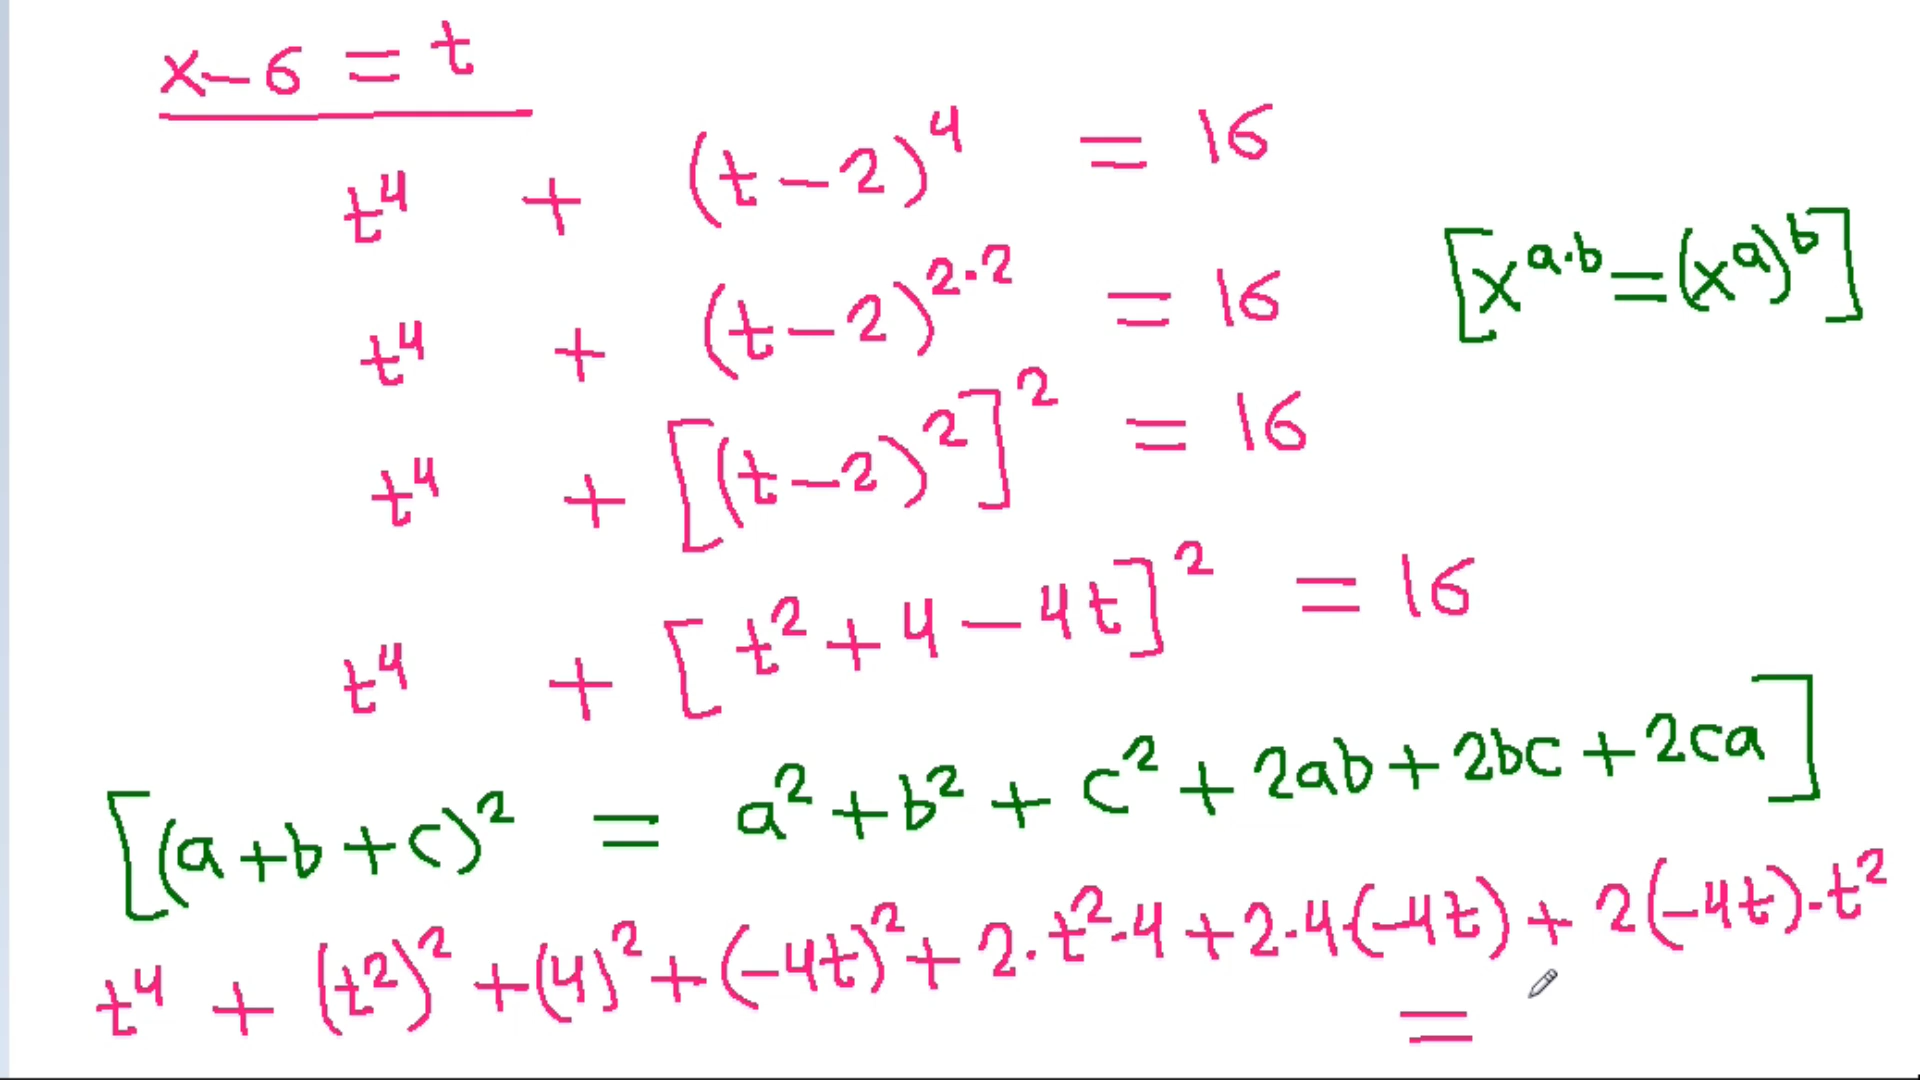 x-6 = t
t⁴ + (t-2)⁴ = 16
t⁴ + (t-2)²·² = 16
[xᵃ·ᵇ = (xᵃ)ᵇ]
t⁴ + [(t-2)²]² = 16
t⁴ + [t²+4-4t]² = 16
[(a+b+c)² = a²+b²+c²+2ab+2bc+2ca]
t⁴ + (t²)²+(4)²+(-4t)²+2·t²·4+2·4·(-4t)+2(-4t)·t²
=